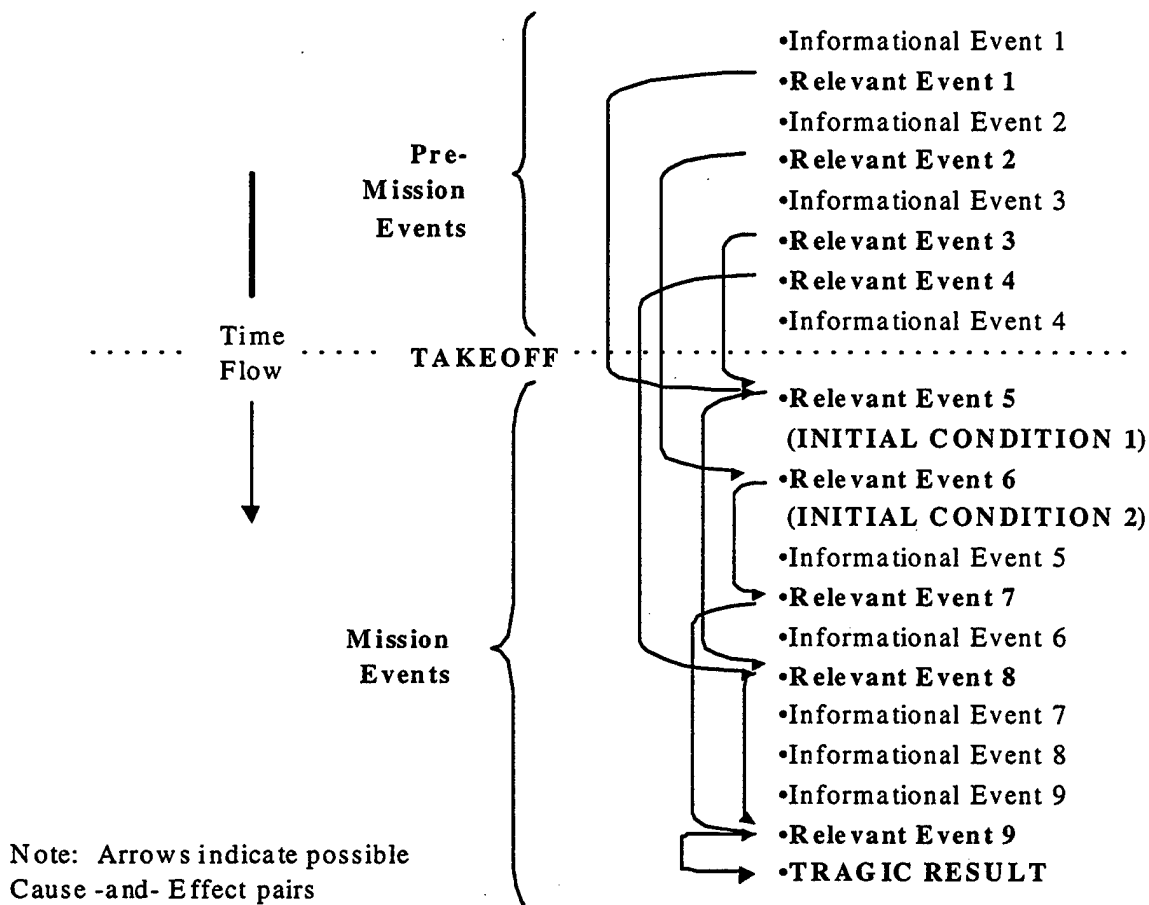 •Informational Event 1
•Relevant Event 1
•Informational Event 2
•Relevant Event 2
•Informational Event 3
•Relevant Event 3
•Relevant Event 4
•Informational Event 4
Pre-
Mission
Events
Time
Flow
TAKEOFF
•Relevant Event 5
(INITIAL CONDITION 1)
•Relevant Event 6
(INITIAL CONDITION 2)
•Informational Event 5
•Relevant Event 7
•Informational Event 6
•Relevant Event 8
•Informational Event 7
•Informational Event 8
•Informational Event 9
•Relevant Event 9
•TRAGIC RESULT
Mission
Events
Note: Arrows indicate possible
Cause -and- Effect pairs